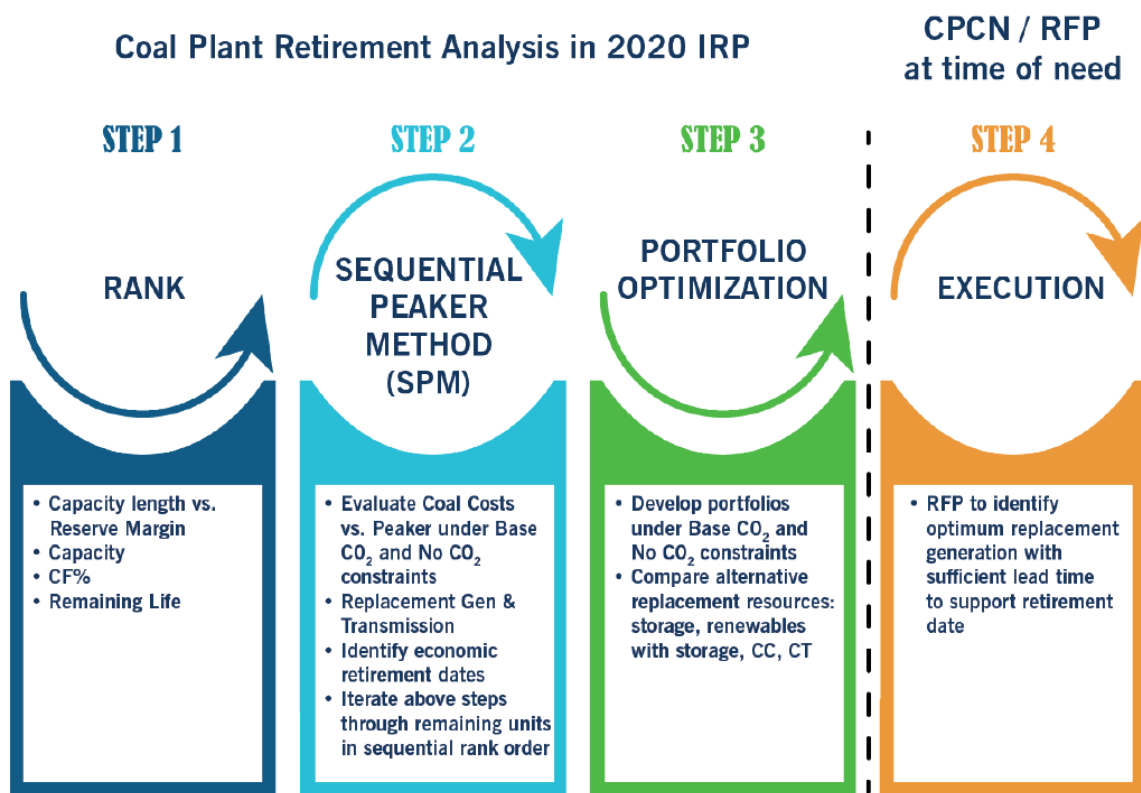 Coal Plant Retirement Analysis in 2020 IRP
CPCN / RFP
at time of need
STEP 1
RANK
• Capacity length vs.
Reserve Margin
• Capacity
• CF%
• Remaining Life
STEP 2
SEQUENTIAL
PEAKER
METHOD
(SPM)
• Evaluate Coal Costs
vs. Peaker under Base
CO₂ and No CO₂
constraints
• Replacement Gen &
Transmission
• Identify economic
retirement dates
• Iterate above steps
through remaining units
in sequential rank order
STEP 3
PORTFOLIO
OPTIMIZATION
• Develop portfolios
under Base CO₂ and
No CO₂ constraints
• Compare alternative
replacement resources:
storage, renewables
with storage, CC, CT
STEP 4
EXECUTION
• RFP to identify
optimum replacement
generation with
sufficient lead time
to support retirement
date